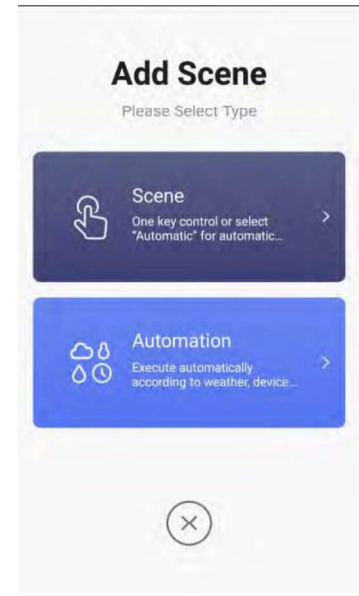 Add Scene
Please Select Type
Scene
One key control or select
"Automatic" for automatic...
Automation
Execute automatically
according to weather, device...